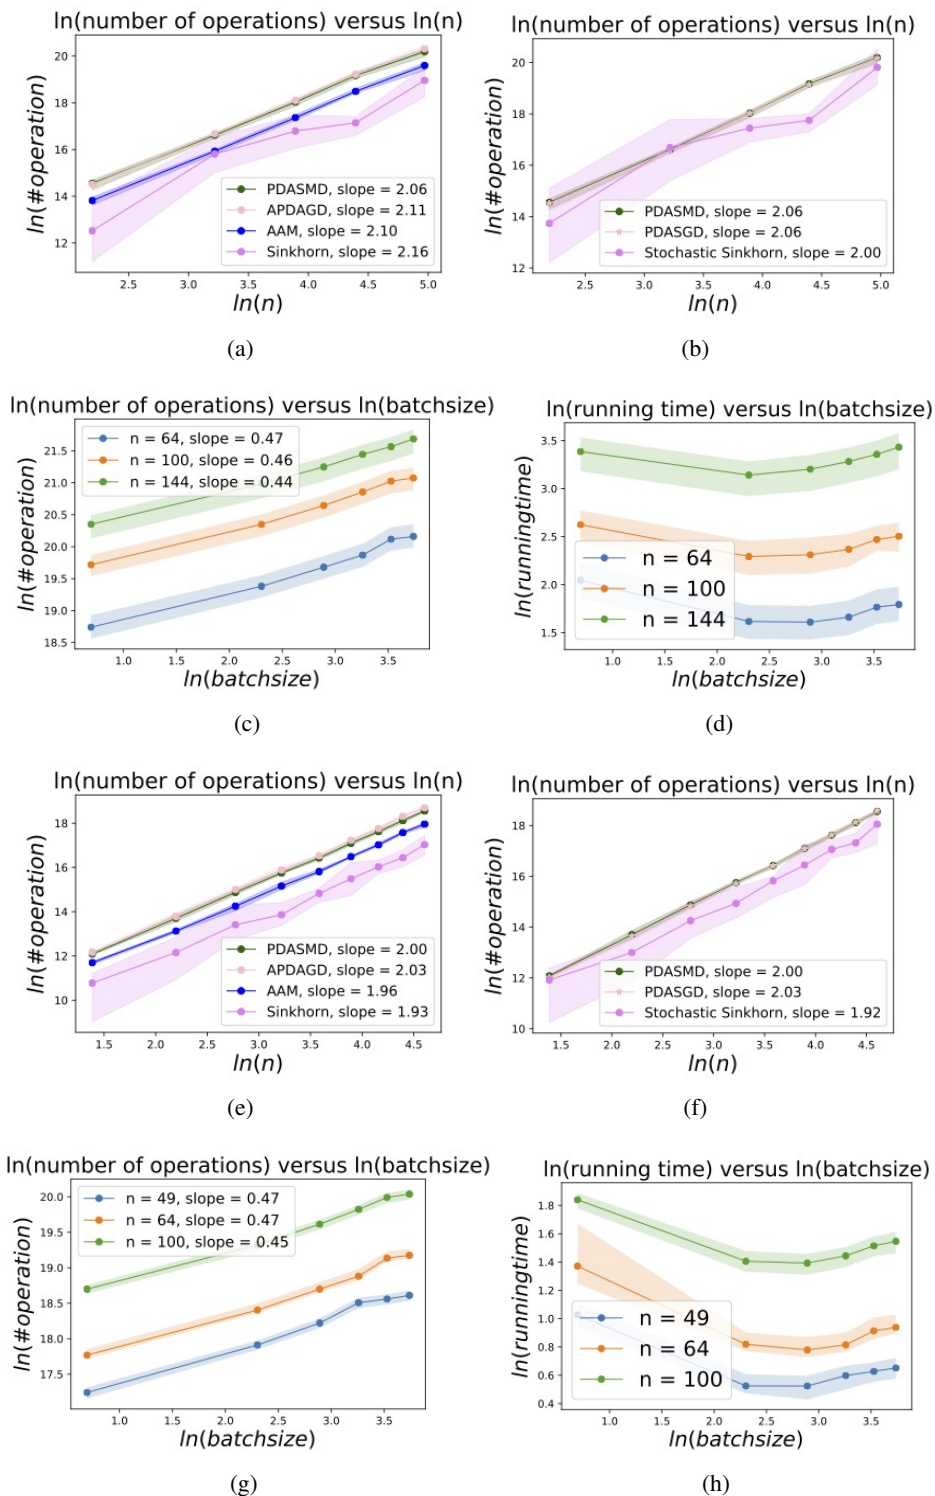 ln(number of operations) versus ln(n)
ln(#operation)
20
18
16
14
12
PDASMD, slope = 2.06
APDAGD, slope = 2.11
AAM, slope = 2.10
Sinkhorn, slope = 2.16
2.5 3.0 3.5 4.0 4.5 5.0
ln(n)
(a)
ln(number of operations) versus ln(n)
ln(#operation)
20
18
16
14
12
PDASMD, slope = 2.06
PDASGD, slope = 2.06
Stochastic Sinkhorn, slope = 2.00
2.5 3.0 3.5 4.0 4.5 5.0
ln(n)
(b)
ln(number of operations) versus ln(batchsize)
ln(#operation)
21.5
21.0
20.5
20.0
19.5
19.0
18.5
n = 64, slope = 0.47
n = 100, slope = 0.46
n = 144, slope = 0.44
1.0 1.5 2.0 2.5 3.0 3.5
ln(batchsize)
(c)
ln(running time) versus ln(batchsize)
ln(runningtime)
3.5
3.0
2.5
2.0
1.5
n = 64
n = 100
n = 144
1.0 1.5 2.0 2.5 3.0 3.5
ln(batchsize)
(d)
ln(number of operations) versus ln(n)
ln(#operation)
18
16
14
12
10
PDASMD, slope = 2.00
APDAGD, slope = 2.03
AAM, slope = 1.96
Sinkhorn, slope = 1.93
1.5 2.0 2.5 3.0 3.5 4.0 4.5
ln(n)
(e)
ln(number of operations) versus ln(n)
ln(#operation)
18
16
14
12
10
PDASMD, slope = 2.00
PDASGD, slope = 2.03
Stochastic Sinkhorn, slope = 1.92
1.5 2.0 2.5 3.0 3.5 4.0 4.5
ln(n)
(f)
ln(number of operations) versus ln(batchsize)
ln(#operation)
20.0
19.5
19.0
18.5
18.0
17.5
n = 49, slope = 0.47
n = 64, slope = 0.47
n = 100, slope = 0.45
1.0 1.5 2.0 2.5 3.0 3.5
ln(batchsize)
(g)
ln(running time) versus ln(batchsize)
ln(runningtime)
1.8
1.6
1.4
1.2
1.0
0.8
0.6
0.4
n = 49
n = 64
n = 100
1.0 1.5 2.0 2.5 3.0 3.5
ln(batchsize)
(h)